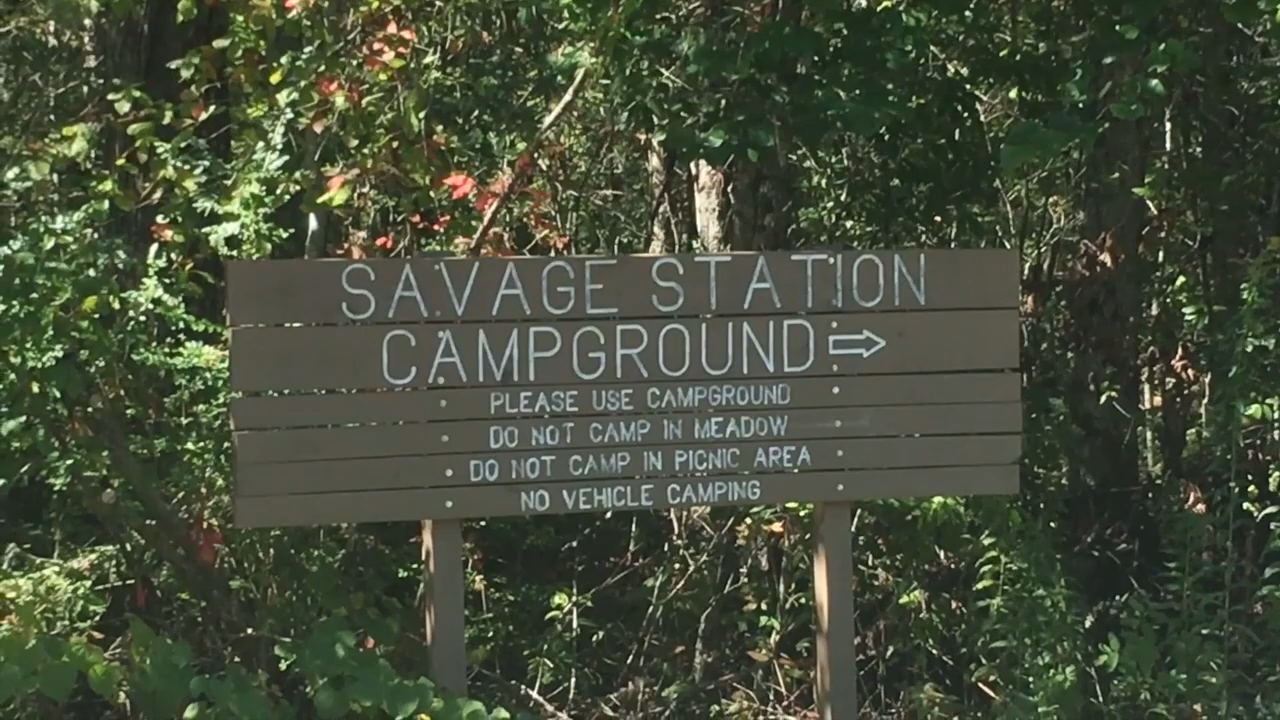 SAVAGE STATION
CAMPGROUND ⇨
PLEASE USE CAMPGROUND
DO NOT CAMP IN MEADOW
DO NOT CAMP IN PICNIC AREA
NO VEHICLE CAMPING